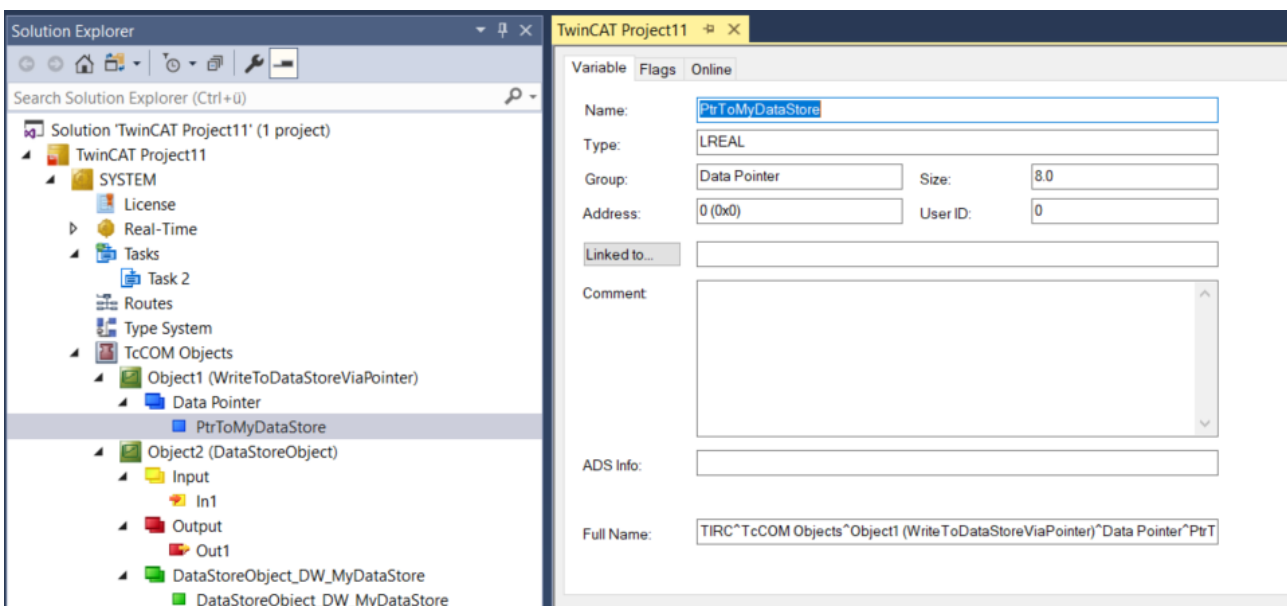 Solution Explorer
Search Solution Explorer (Ctrl+ü)
Solution 'TwinCAT Project11' (1 project)
TwinCAT Project11
SYSTEM
License
Real-Time
Tasks
Task 2
Routes
Type System
TcCOM Objects
Object1 (WriteToDataStoreViaPointer)
Data Pointer
PtrToMyDataStore
Object2 (DataStoreObject)
Input
In1
Output
Out1
DataStoreObject_DW_MyDataStore
DataStoreObject_DW_MyDataStore
TwinCAT Project11
Variable Flags Online
Name: PtrToMyDataStore
Type: LREAL
Group: Data Pointer Size: 8.0
Address: 0 (0x0) User ID: 0
Linked to...
Comment:
ADS Info:
Full Name: TIRC^TcCOM Objects^Object1 (WriteToDataStoreViaPointer)^Data Pointer^PtrT